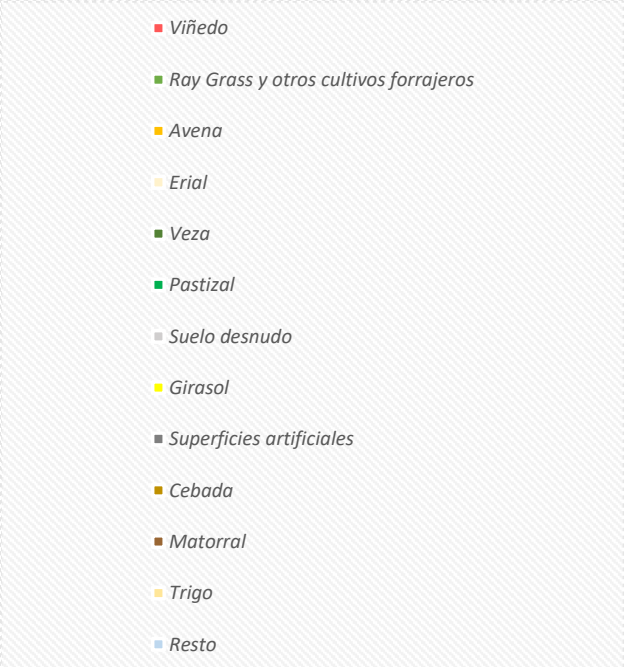 Viñedo
Ray Grass y otros cultivos forrajeros
Avena
Erial
Veza
Pastizal
Suelo desnudo
Girasol
Superficies artificiales
Cebada
Matorral
Trigo
Resto